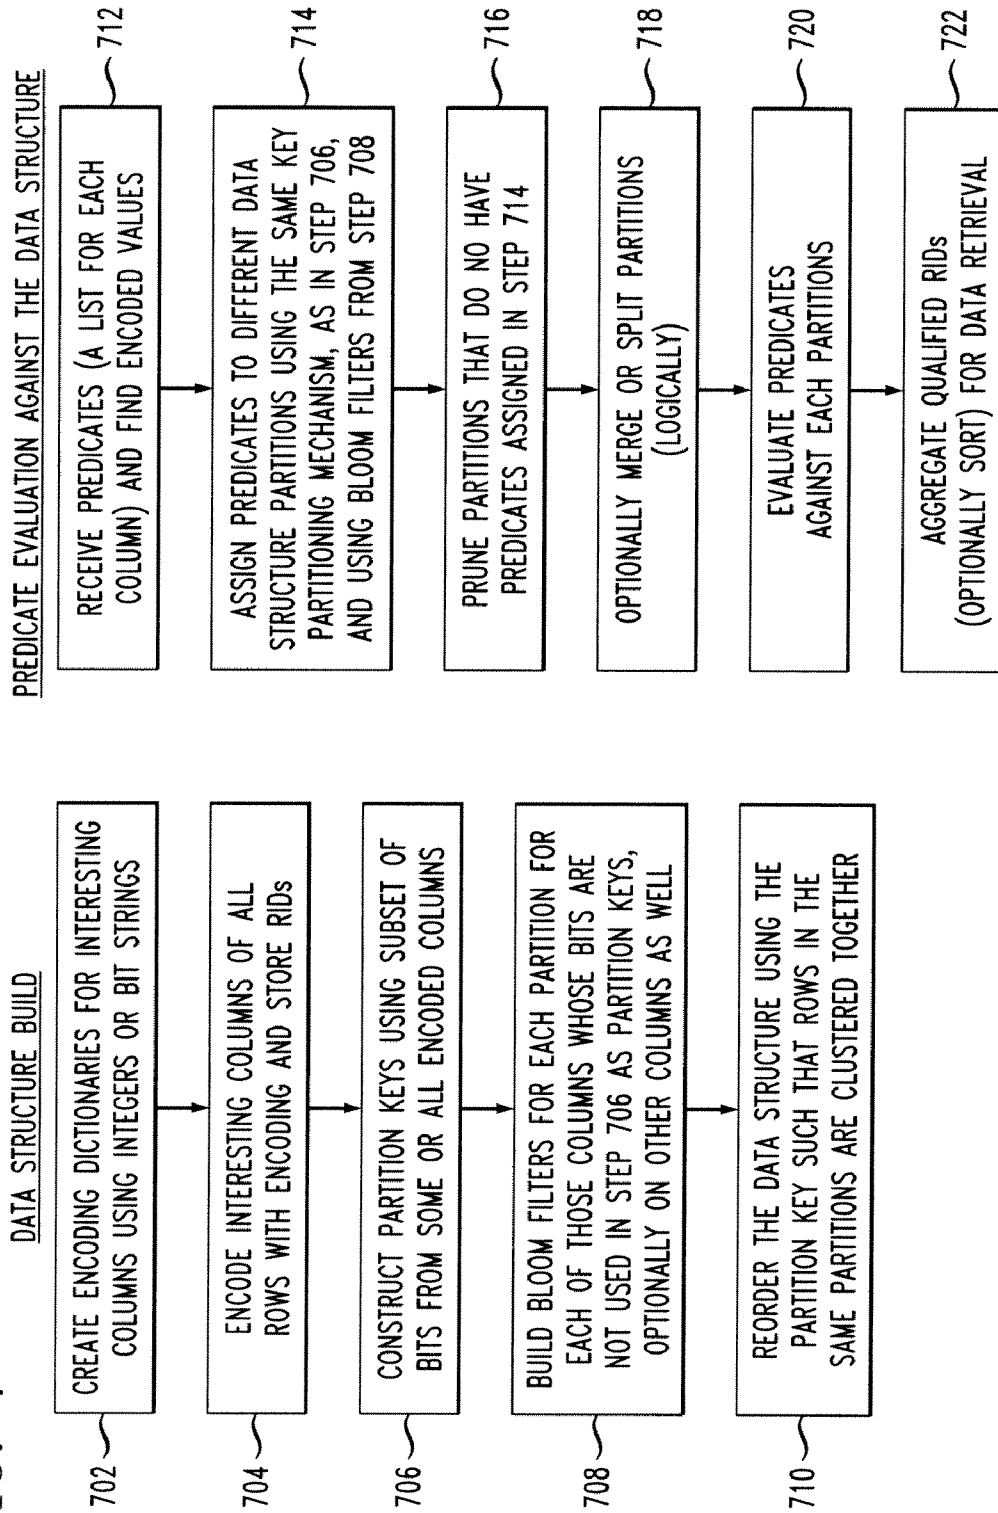 DATA STRUCTURE BUILD
702
CREATE ENCODING DICTIONARIES FOR INTERESTING
COLUMNS USING INTEGERS OR BIT STRINGS
704
ENCODE INTERESTING COLUMNS OF ALL
ROWS WITH ENCODING AND STORE RIDs
706
CONSTRUCT PARTITION KEYS USING SUBSET OF
BITS FROM SOME OR ALL ENCODED COLUMNS
708
BUILD BLOOM FILTERS FOR EACH PARTITION FOR
EACH OF THOSE COLUMNS WHOSE BITS ARE
NOT USED IN STEP 706 AS PARTITION KEYS,
OPTIONALLY ON OTHER COLUMNS AS WELL
710
REORDER THE DATA STRUCTURE USING THE
PARTITION KEY SUCH THAT ROWS IN THE
SAME PARTITIONS ARE CLUSTERED TOGETHER
PREDICATE EVALUATION AGAINST THE DATA STRUCTURE
RECEIVE PREDICATES (A LIST FOR EACH
COLUMN) AND FIND ENCODED VALUES
712
ASSIGN PREDICATES TO DIFFERENT DATA
STRUCTURE PARTITIONS USING THE SAME KEY
PARTITIONING MECHANISM, AS IN STEP 706,
AND USING BLOOM FILTERS FROM STEP 708
714
PRUNE PARTITIONS THAT DO NO HAVE
PREDICATES ASSIGNED IN STEP 714
716
OPTIONALLY MERGE OR SPLIT PARTITIONS
(LOGICALLY)
718
EVALUATE PREDICATES
AGAINST EACH PARTITIONS
720
AGGREGATE QUALIFIED RIDs
(OPTIONALLY SORT) FOR DATA RETRIEVAL
722